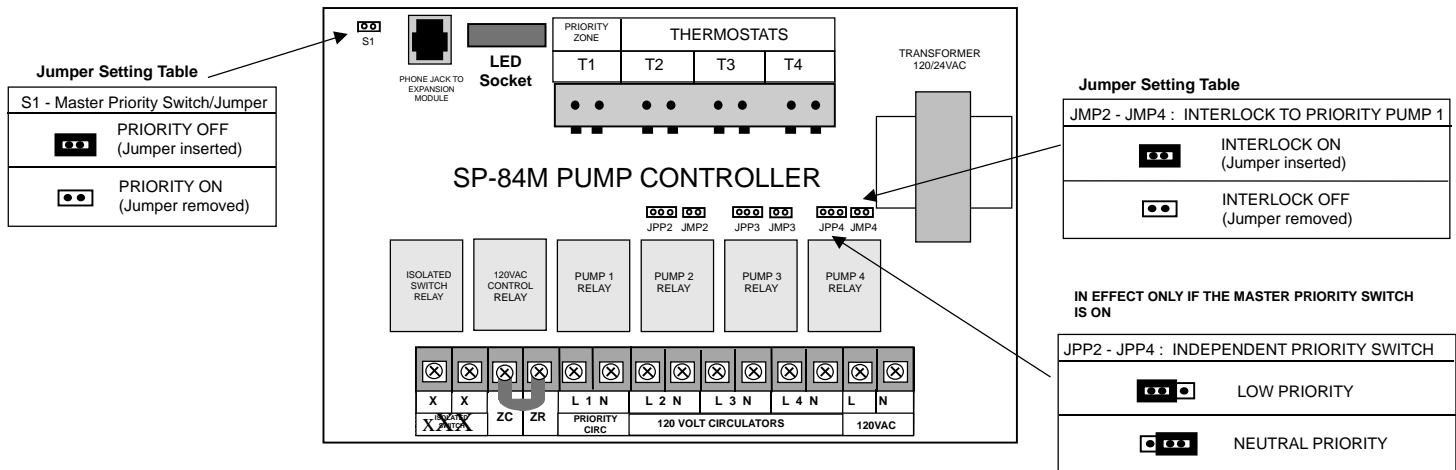 S1
PHONE JACK TO
EXPANSION
MODULE
LED
Socket
PRIORITY
ZONE
THERMOSTATS
T1 T2 T3 T4
TRANSFORMER
120/24VAC
Jumper Setting Table
S1 - Master Priority Switch/Jumper
PRIORITY OFF
(Jumper inserted)
PRIORITY ON
(Jumper removed)
SP-84M PUMP CONTROLLER
JPP2 JMP2 JPP3 JMP3 JPP4 JMP4
ISOLATED
SWITCH
RELAY
120VAC
CONTROL
RELAY
PUMP 1
RELAY
PUMP 2
RELAY
PUMP 3
RELAY
PUMP 4
RELAY
X X ZC ZR L 1 N L 2 N L 3 N L 4 N L N
ISOLATED
SWITCH
XXX
PRIORITY
CIRC
120 VOLT CIRCULATORS
120VAC
Jumper Setting Table
JMP2 - JMP4 : INTERLOCK TO PRIORITY PUMP 1
INTERLOCK ON
(Jumper inserted)
INTERLOCK OFF
(Jumper removed)
IN EFFECT ONLY IF THE MASTER PRIORITY SWITCH
IS ON
JPP2 - JPP4 : INDEPENDENT PRIORITY SWITCH
LOW PRIORITY
NEUTRAL PRIORITY